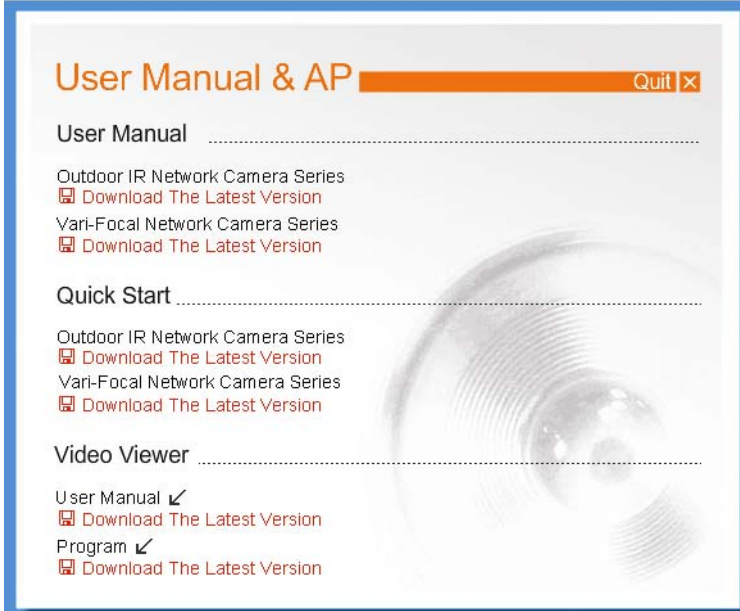 User Manual & AP
Quit
User Manual
Outdoor IR Network Camera Series
Download The Latest Version
Vari-Focal Network Camera Series
Download The Latest Version
Quick Start
Outdoor IR Network Camera Series
Download The Latest Version
Vari-Focal Network Camera Series
Download The Latest Version
Video Viewer
User Manual
Download The Latest Version
Program
Download The Latest Version